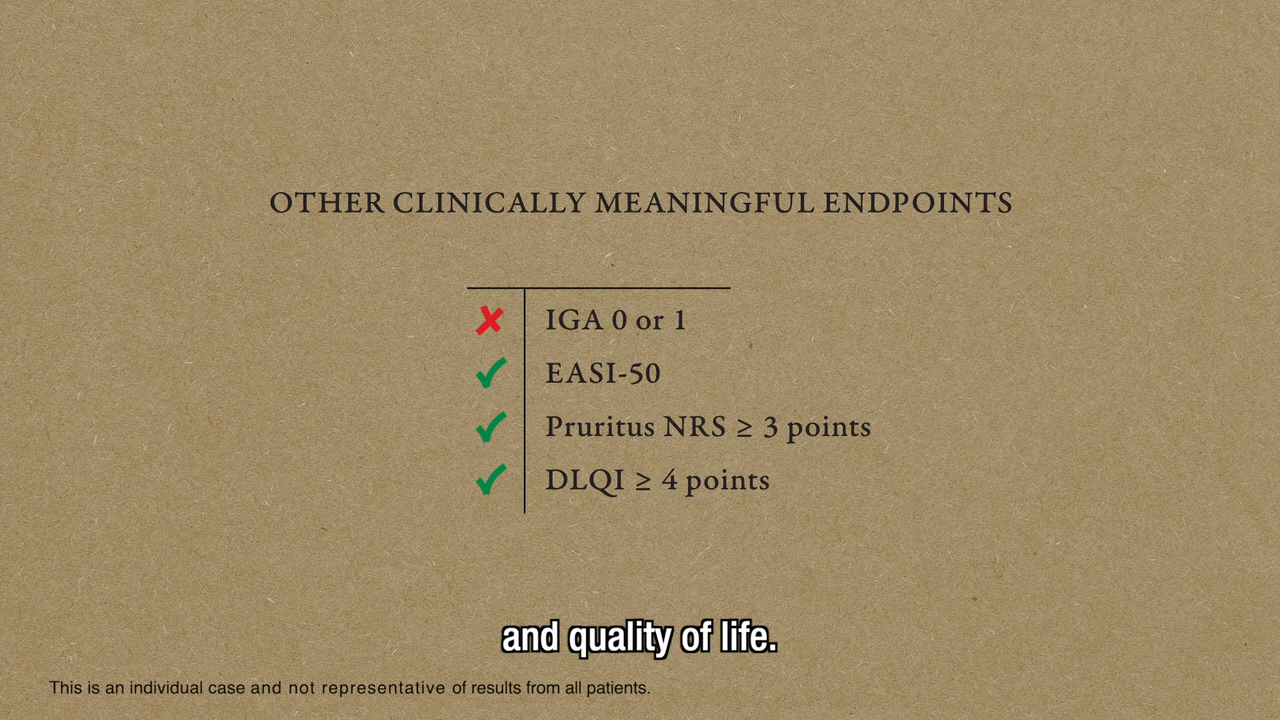 OTHER CLINICALLY MEANINGFUL ENDPOINTS
✘ IGA 0 or 1
✔ EASI-50
✔ Pruritus NRS ≥ 3 points
✔ DLQI ≥ 4 points
and quality of life.
This is an individual case and not representative of results from all patients.